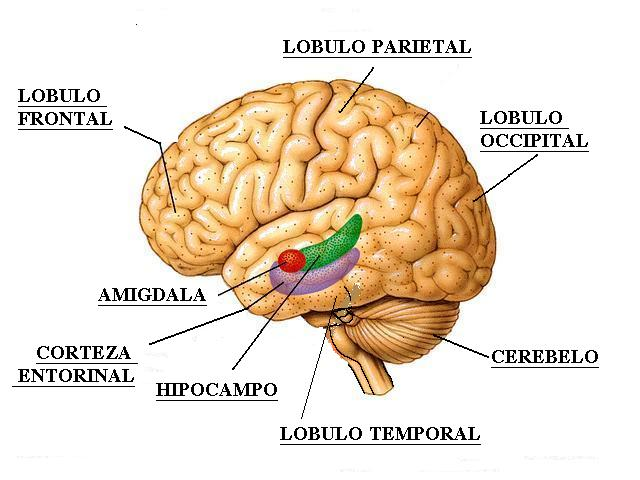 LOBULO PARIETAL
LOBULO
FRONTAL
LOBULO
OCCIPITAL
AMIGDALA
CORTEZA
ENTORINAL
HIPOCAMPO
CEREBELO
LOBULO TEMPORAL